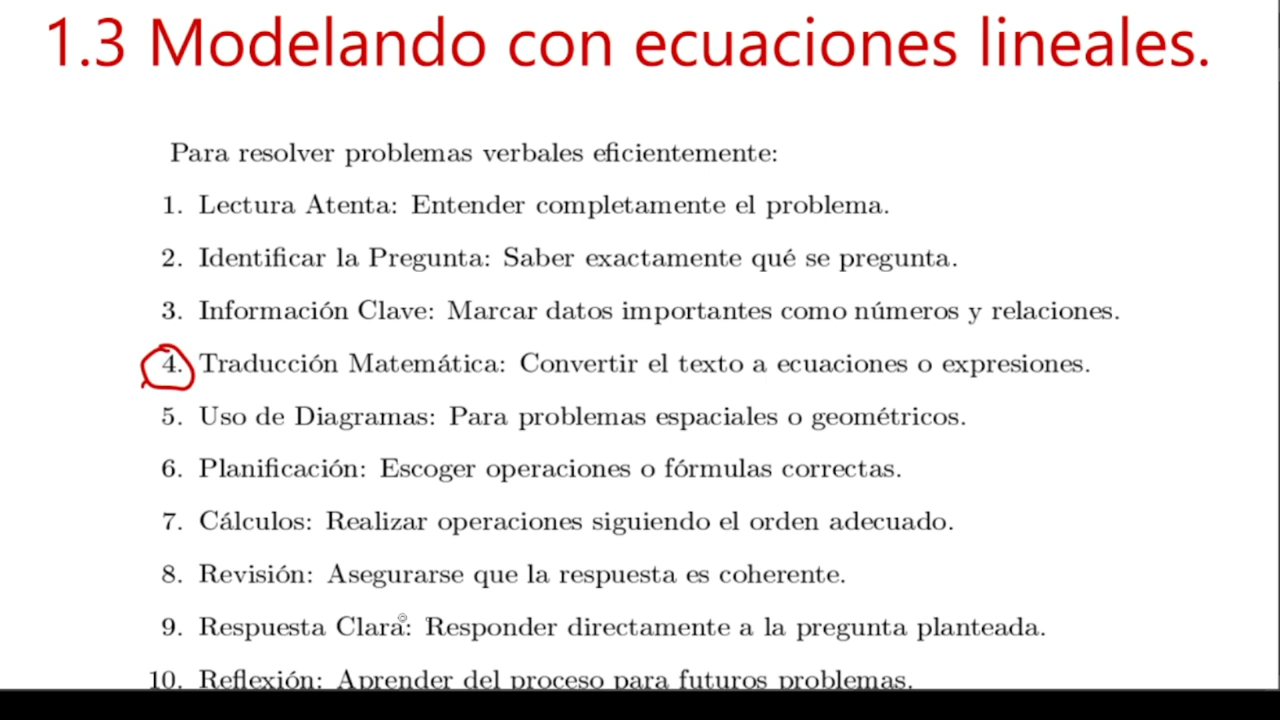 1.3 Modelando con ecuaciones lineales.
Para resolver problemas verbales eficientemente:
1. Lectura Atenta: Entender completamente el problema.
2. Identificar la Pregunta: Saber exactamente qué se pregunta.
3. Información Clave: Marcar datos importantes como números y relaciones.
4. Traducción Matemática: Convertir el texto a ecuaciones o expresiones.
5. Uso de Diagramas: Para problemas espaciales o geométricos.
6. Planificación: Escoger operaciones o fórmulas correctas.
7. Cálculos: Realizar operaciones siguiendo el orden adecuado.
8. Revisión: Asegurarse que la respuesta es coherente.
9. Respuesta Clara: Responder directamente a la pregunta planteada.
10. Reflexión: Aprender del proceso para futuros problemas.